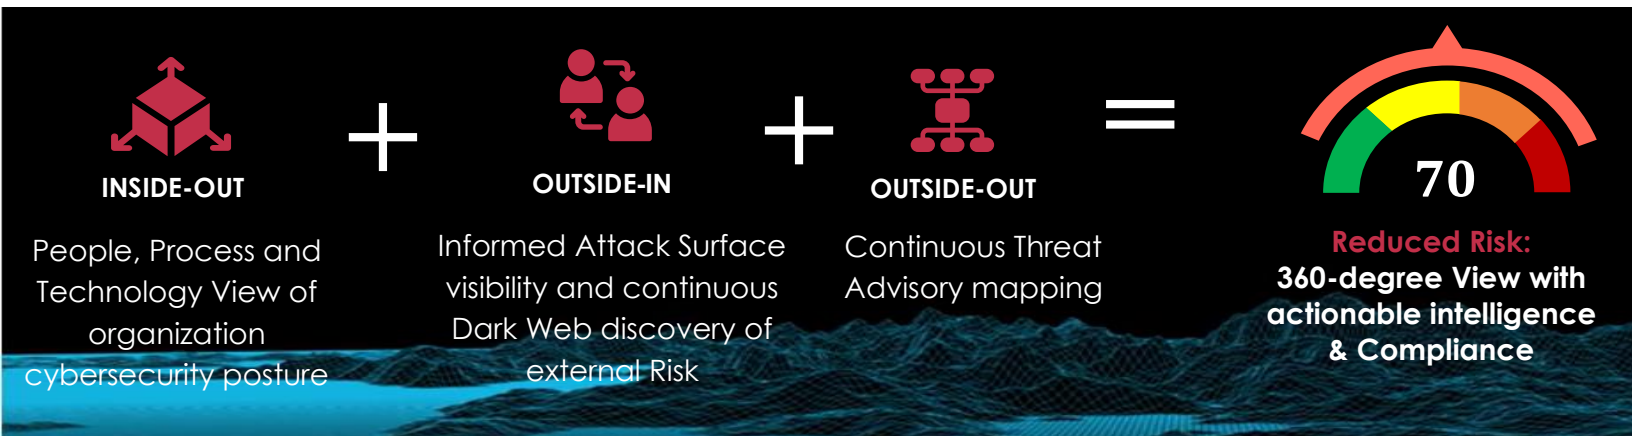 INSIDE-OUT
People, Process and
Technology View of
organization
cybersecurity posture
+
OUTSIDE-IN
Informed Attack Surface
visibility and continuous
Dark Web discovery of
external Risk
+
OUTSIDE-OUT
Continuous Threat
Advisory mapping
=
70
Reduced Risk:
360-degree View with
actionable intelligence
& Compliance